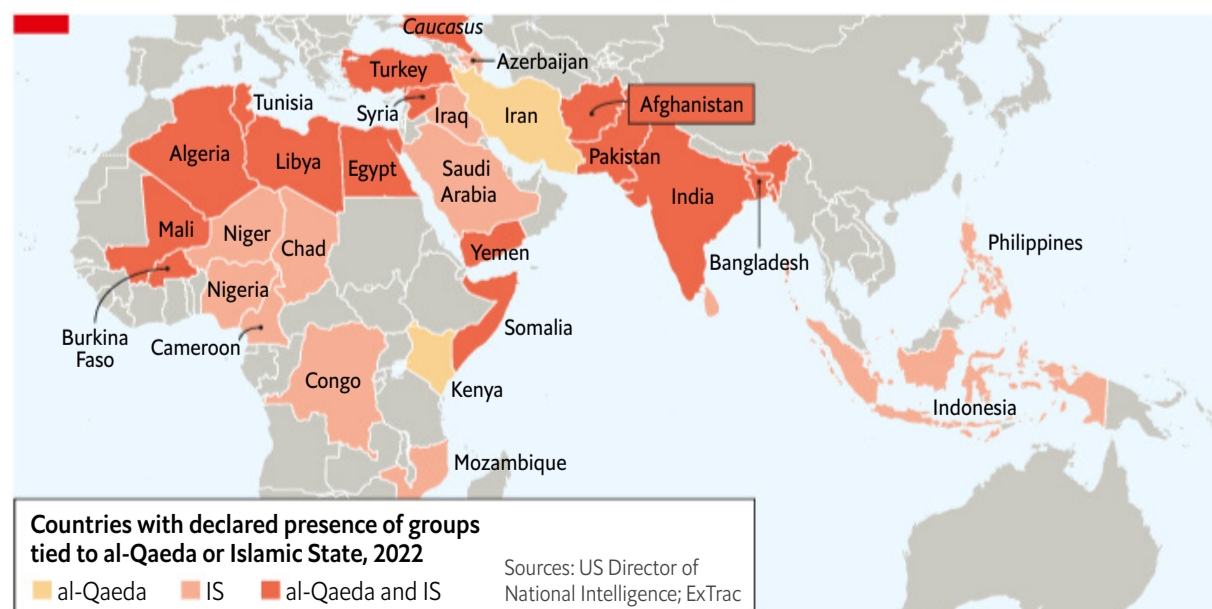 Caucasus
Azerbaijan
Turkey
Tunisia
Syria
Iraq
Iran
Afghanistan
Algeria
Libya
Egypt
Saudi
Arabia
Pakistan
India
Mali
Niger
Chad
Yemen
Bangladesh
Philippines
Nigeria
Burkina
Faso
Cameroon
Somalia
Congo
Kenya
Indonesia
Mozambique
Countries with declared presence of groups
tied to al-Qaeda or Islamic State, 2022
al-Qaeda
IS
al-Qaeda and IS
Sources: US Director of
National Intelligence; ExTrac